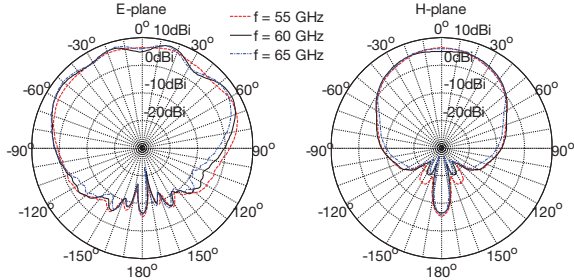 E-plane
0° 10dBi
-30° 30°
0dBi
-60° 60°
-10dBi
-20dBi
-90° 90°
-120° 120°
-150° 150°
180°
f = 55 GHz
f = 60 GHz
f = 65 GHz
H-plane
0° 10dBi
-30° 30°
0dBi
-60° 60°
-10dBi
-20dBi
-90° 90°
-120° 120°
-150° 150°
180°